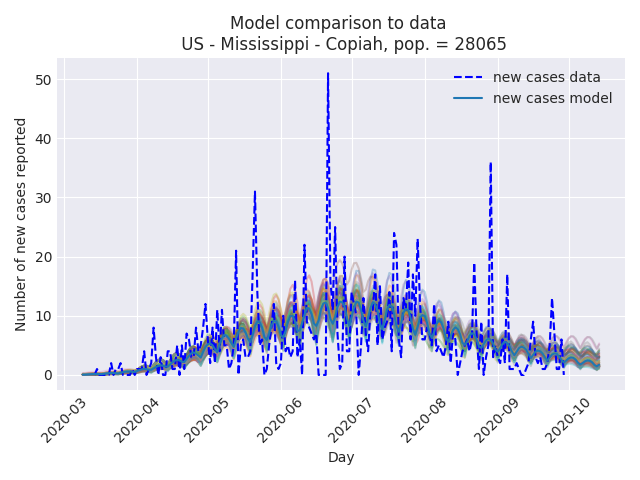 Model comparison to data
US - Mississippi - Copiah, pop. = 28065
new cases data
new cases model
Number of new cases reported
50
40
30
20
10
0
2020-03
2020-04
2020-05
2020-06
2020-07
2020-08
2020-09
2020-10
Day